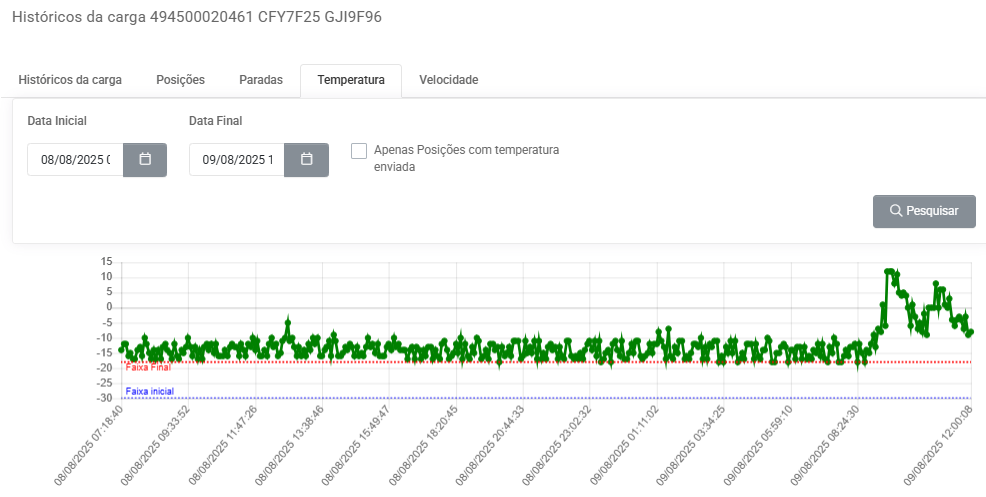 Históricos da carga 494500020461 CFY7F25 GJI9F96
Históricos da carga
Posições
Paradas
Temperatura
Velocidade
Data Inicial
Data Final
08/08/2025 0
09/08/2025 1
Apenas Posições com temperatura
enviada
Pesquisar
15
10
5
0
-5
-10
-15
-20
-25
-30
Faixa Final
Faixa inicial
08/08/2025 07:18:40
08/08/2025 09:33:52
08/08/2025 11:47:26
08/08/2025 13:38:46
08/08/2025 15:49:47
08/08/2025 18:20:45
08/08/2025 20:44:33
08/08/2025 23:02:32
09/08/2025 01:11:02
09/08/2025 03:34:25
09/08/2025 05:59:10
09/08/2025 08:24:30
09/08/2025 12:00:08